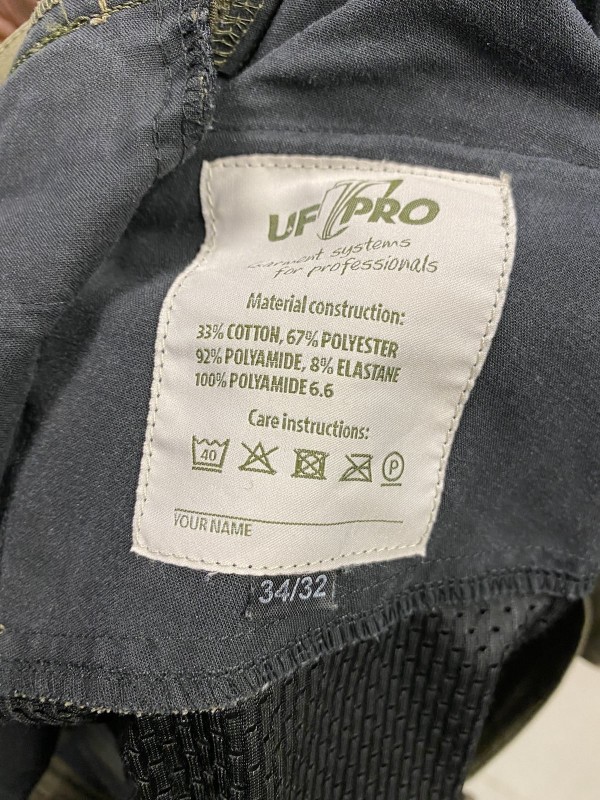 UF PRO
Garment systems
for professionals
Material construction:
33% COTTON, 67% POLYESTER
92% POLYAMIDE, 8% ELASTANE
100% POLYAMIDE 6.6
Care instructions:
40
P
YOUR NAME
34/32